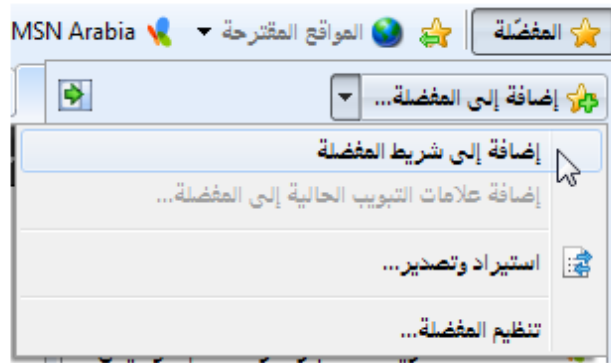 المفضّلة المواقع المقترحة MSN Arabia
إضافة إلى المفضلة...
إضافة إلى شريط المفضلة
إضافة علامات التبويب الحالية إلى المفضلة...
استيراد وتصدير...
تنظيم المفضلة...